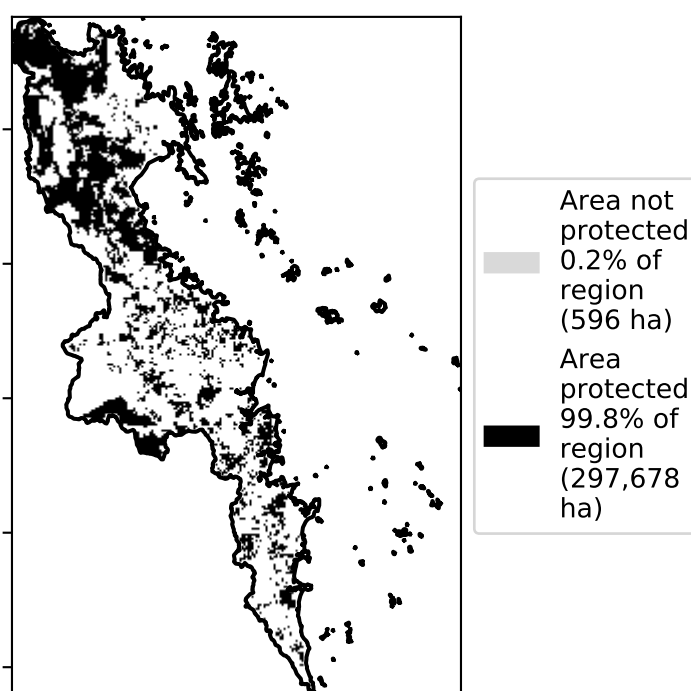 Area not
protected
0.2% of
region
(596 ha)
Area
protected
99.8% of
region
(297,678
ha)